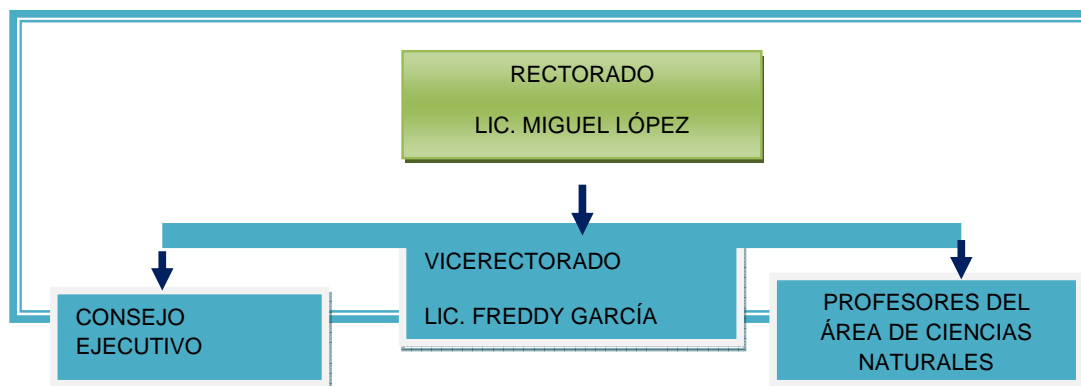 RECTORADO
LIC. MIGUEL LÓPEZ
VICERECTORADO
LIC. FREDDY GARCÍA
CONSEJO
EJECUTIVO
PROFESORES DEL
ÁREA DE CIENCIAS
NATURALES